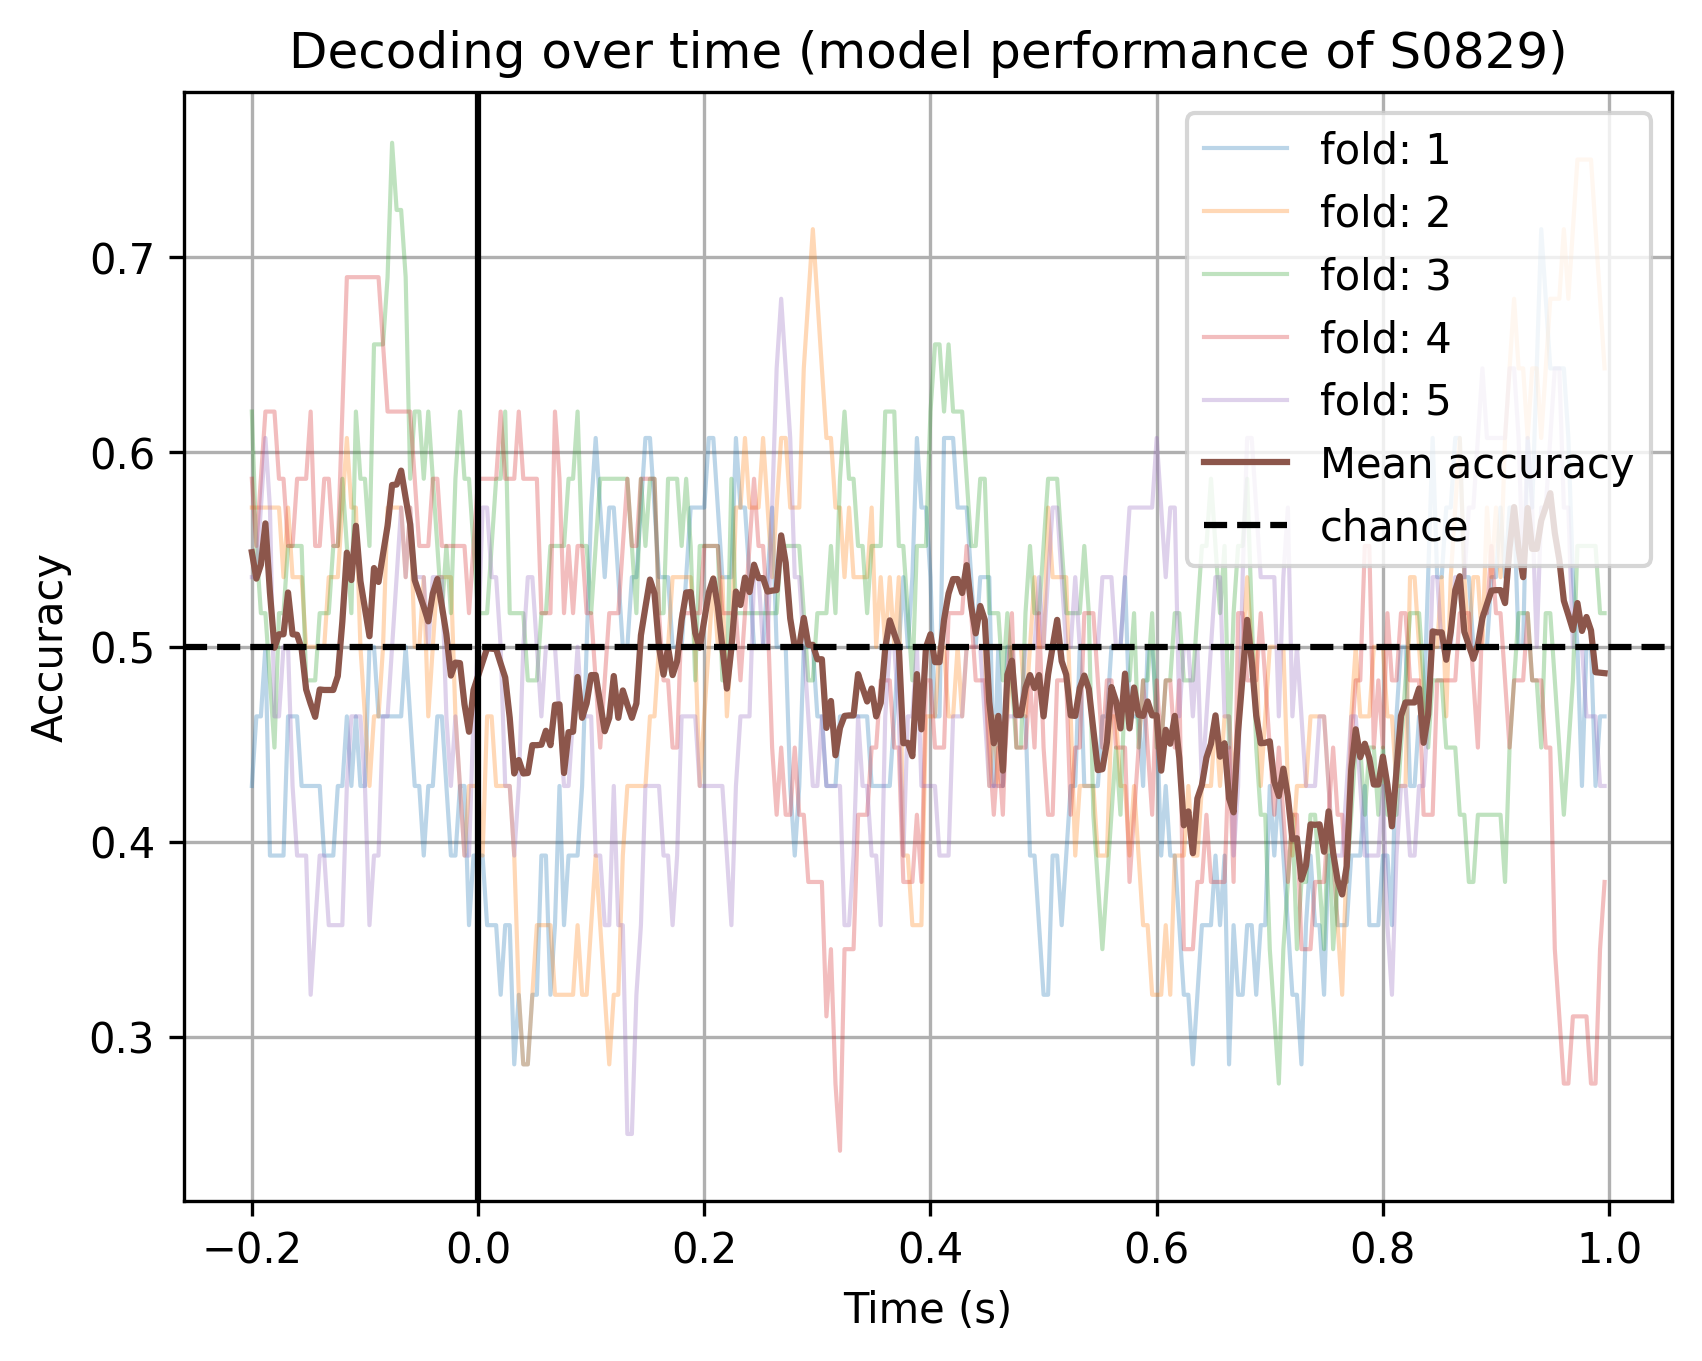 Decoding over time (model performance of S0829)
fold: 1
fold: 2
fold: 3
fold: 4
fold: 5
Mean accuracy
chance
Accuracy
0.7
0.6
0.5
0.4
0.3
−0.2
0.0
0.2
0.4
0.6
0.8
1.0
Time (s)